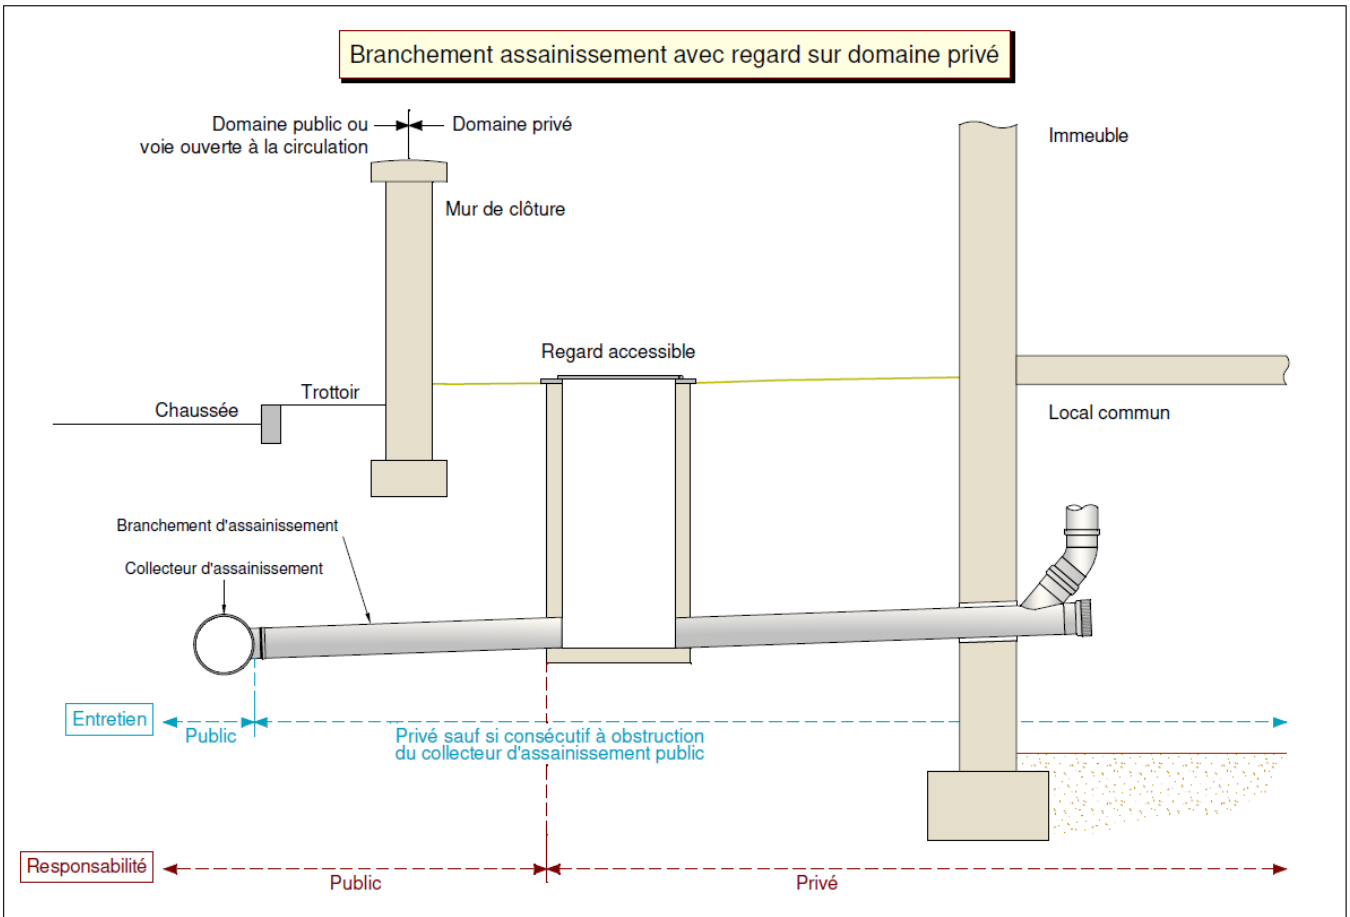 Branchement assainissement avec regard sur domaine privé
Domaine public ou
voie ouverte à la circulation
Domaine privé
Immeuble
Mur de clôture
Regard accessible
Trottoir
Chaussée
Local commun
Branchement d'assainissement
Collecteur d'assainissement
Entretien
Public
Privé sauf si consécutif à obstruction
du collecteur d'assainissement public
Responsabilité
Public
Privé